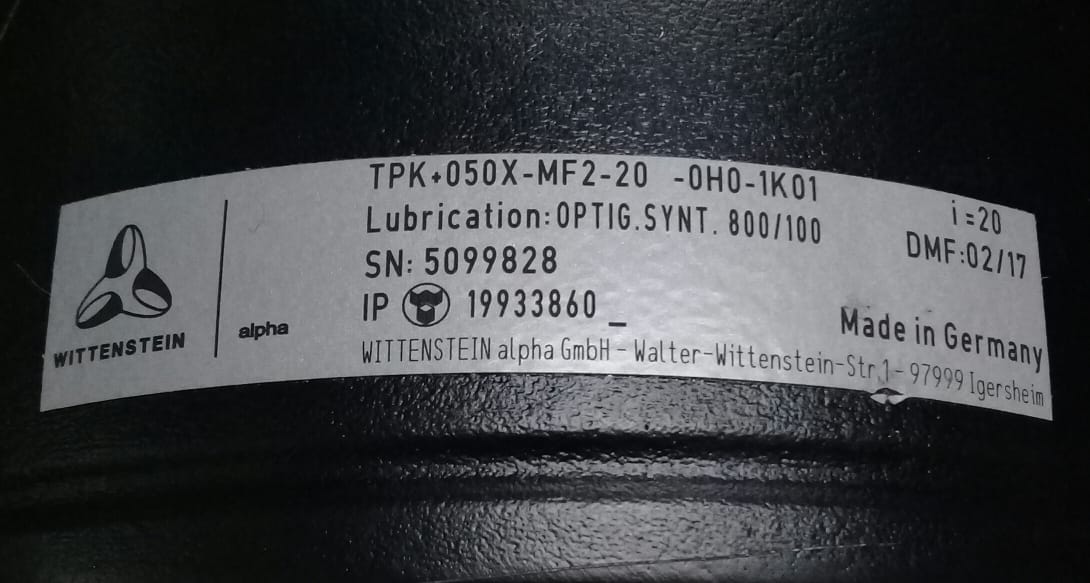 TPK+050X-MF2-20 -0H0-1K01
i=20
Lubrication: OPTIG.SYNT. 800/100
DMF:02/17
SN: 5099828
IP 19933860 _
Made in Germany
WITTENSTEIN alpha GmbH - Walter-Wittenstein-Str.1 - 97999 Igersheim
WITTENSTEIN
alpha